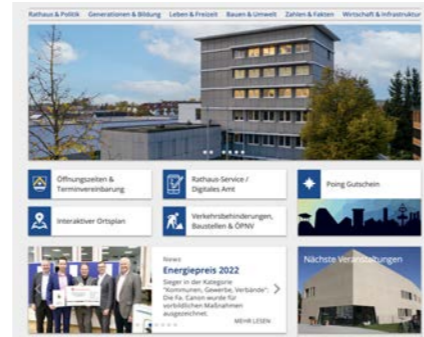 Rathaus & Politik Generationen & Bildung Leben & Freizeit Bauen & Umwelt Zahlen & Fakten Wirtschaft & Infrastruktur
Öffnungszeiten &
Terminvereinbarung
Rathaus-Service /
Digitales Amt
Poing Gutschein
Interaktiver Ortsplan
Verkehrsbehinderungen,
Baustellen & ÖPNV
News
Energiepreis 2022
Sieger in der Kategorie
"Kommunen, Gewerbe, Verbände":
Die Fa. Canon wurde für
vorbildlichen Maßnahmen
ausgezeichnet.
MEHR LESEN
Nächste Veranstaltungen